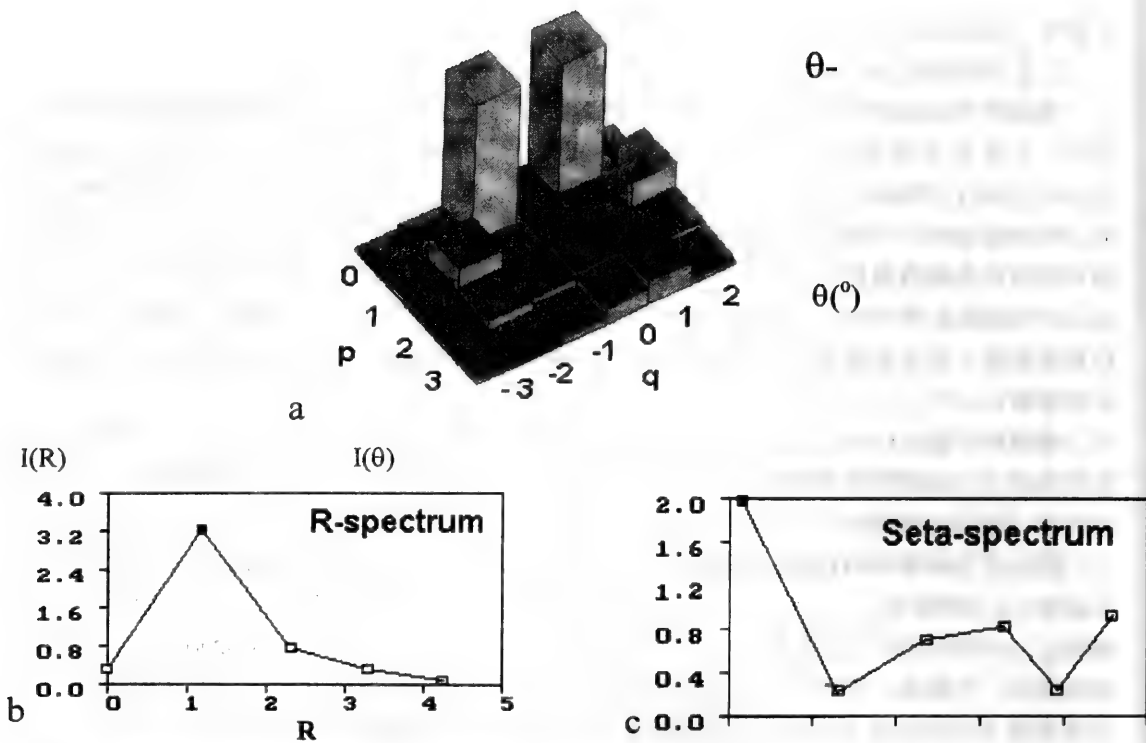 θ-
0
1
2
3
p
-3
-2
-1
0
1
2
q
θ(°)
a
I(R)
I(θ)
4.0
3.2
2.4
1.6
0.8
0.0
R-spectrum
0 1 2 3 4 5
R
b
2.0
1.6
1.2
0.8
0.4
0.0
Seta-spectrum
c